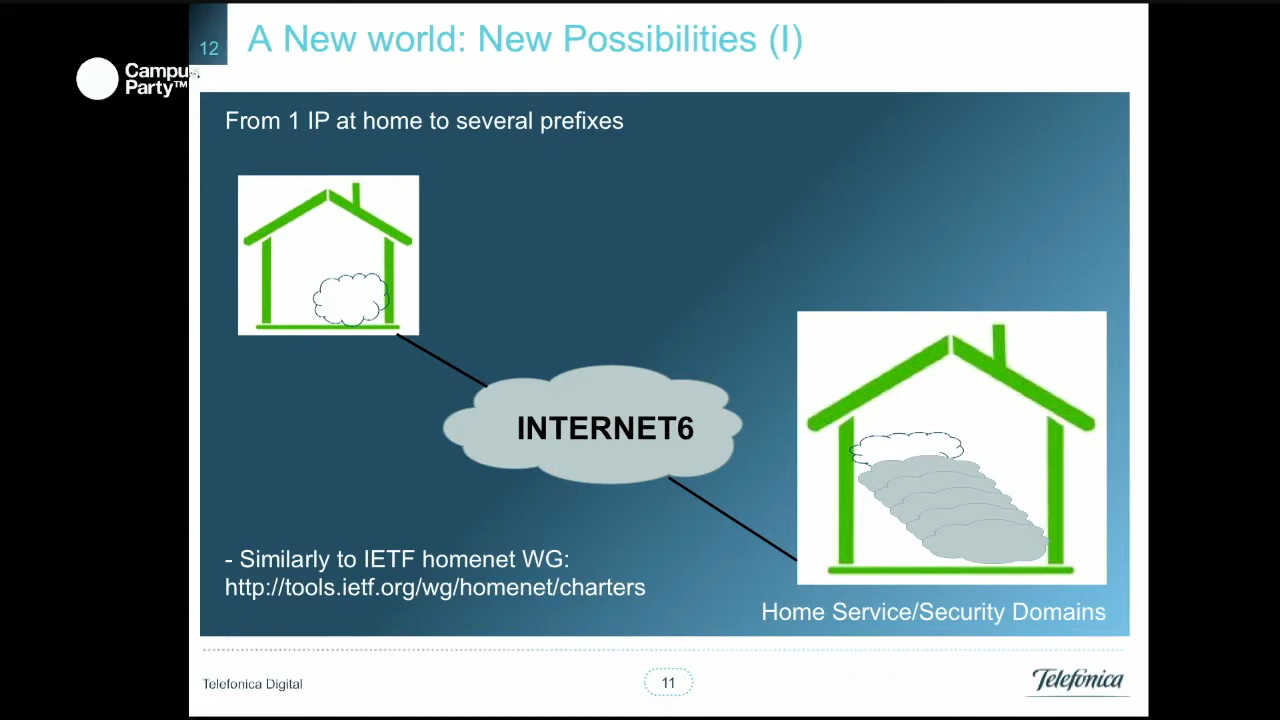 12
A New world: New Possibilities (I)
Campus
Party™
From 1 IP at home to several prefixes
INTERNET6
- Similarly to IETF homenet WG:
http://tools.ietf.org/wg/homenet/charters
Home Service/Security Domains
Telefonica Digital
11
Telefónica